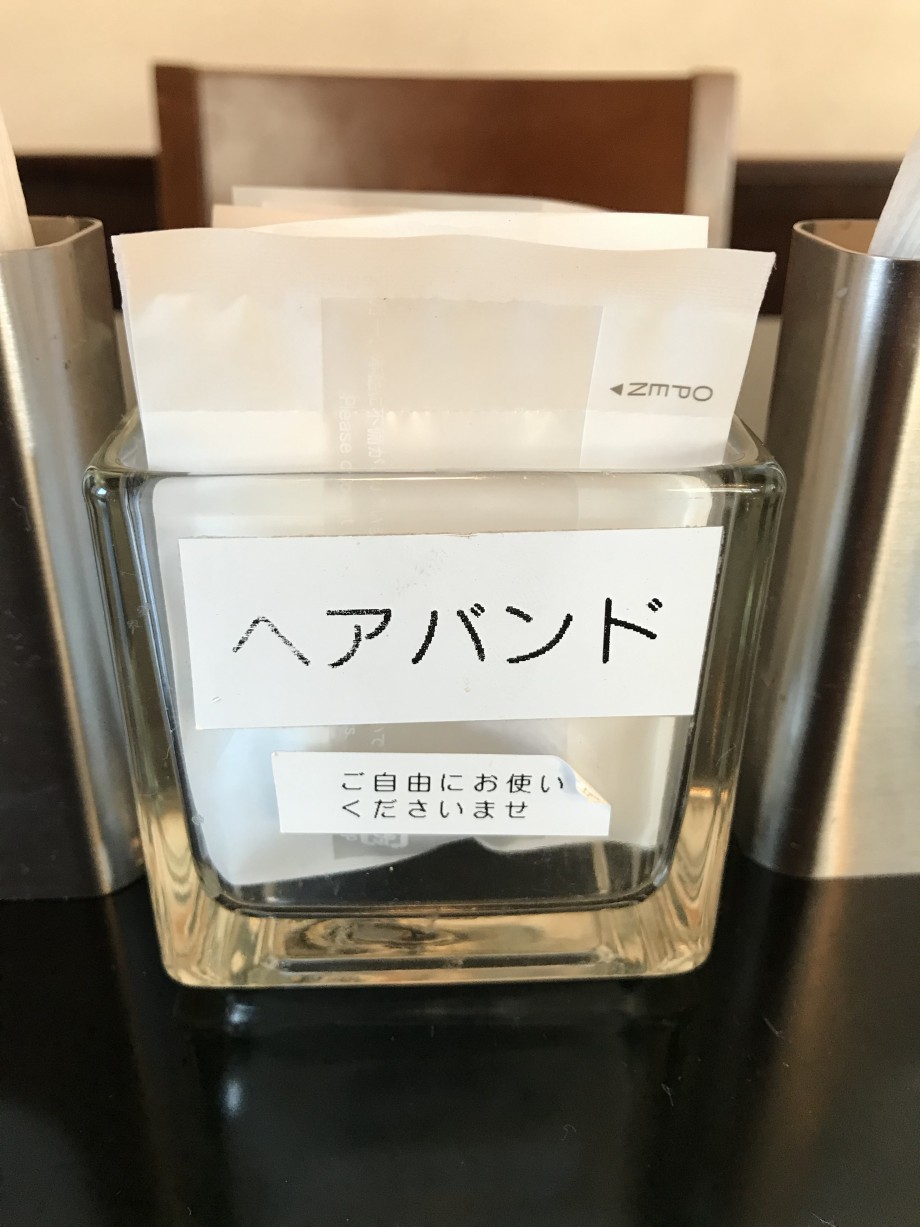 OPEN
Please
ヘアバンド
ご自由にお使い
くださいませ